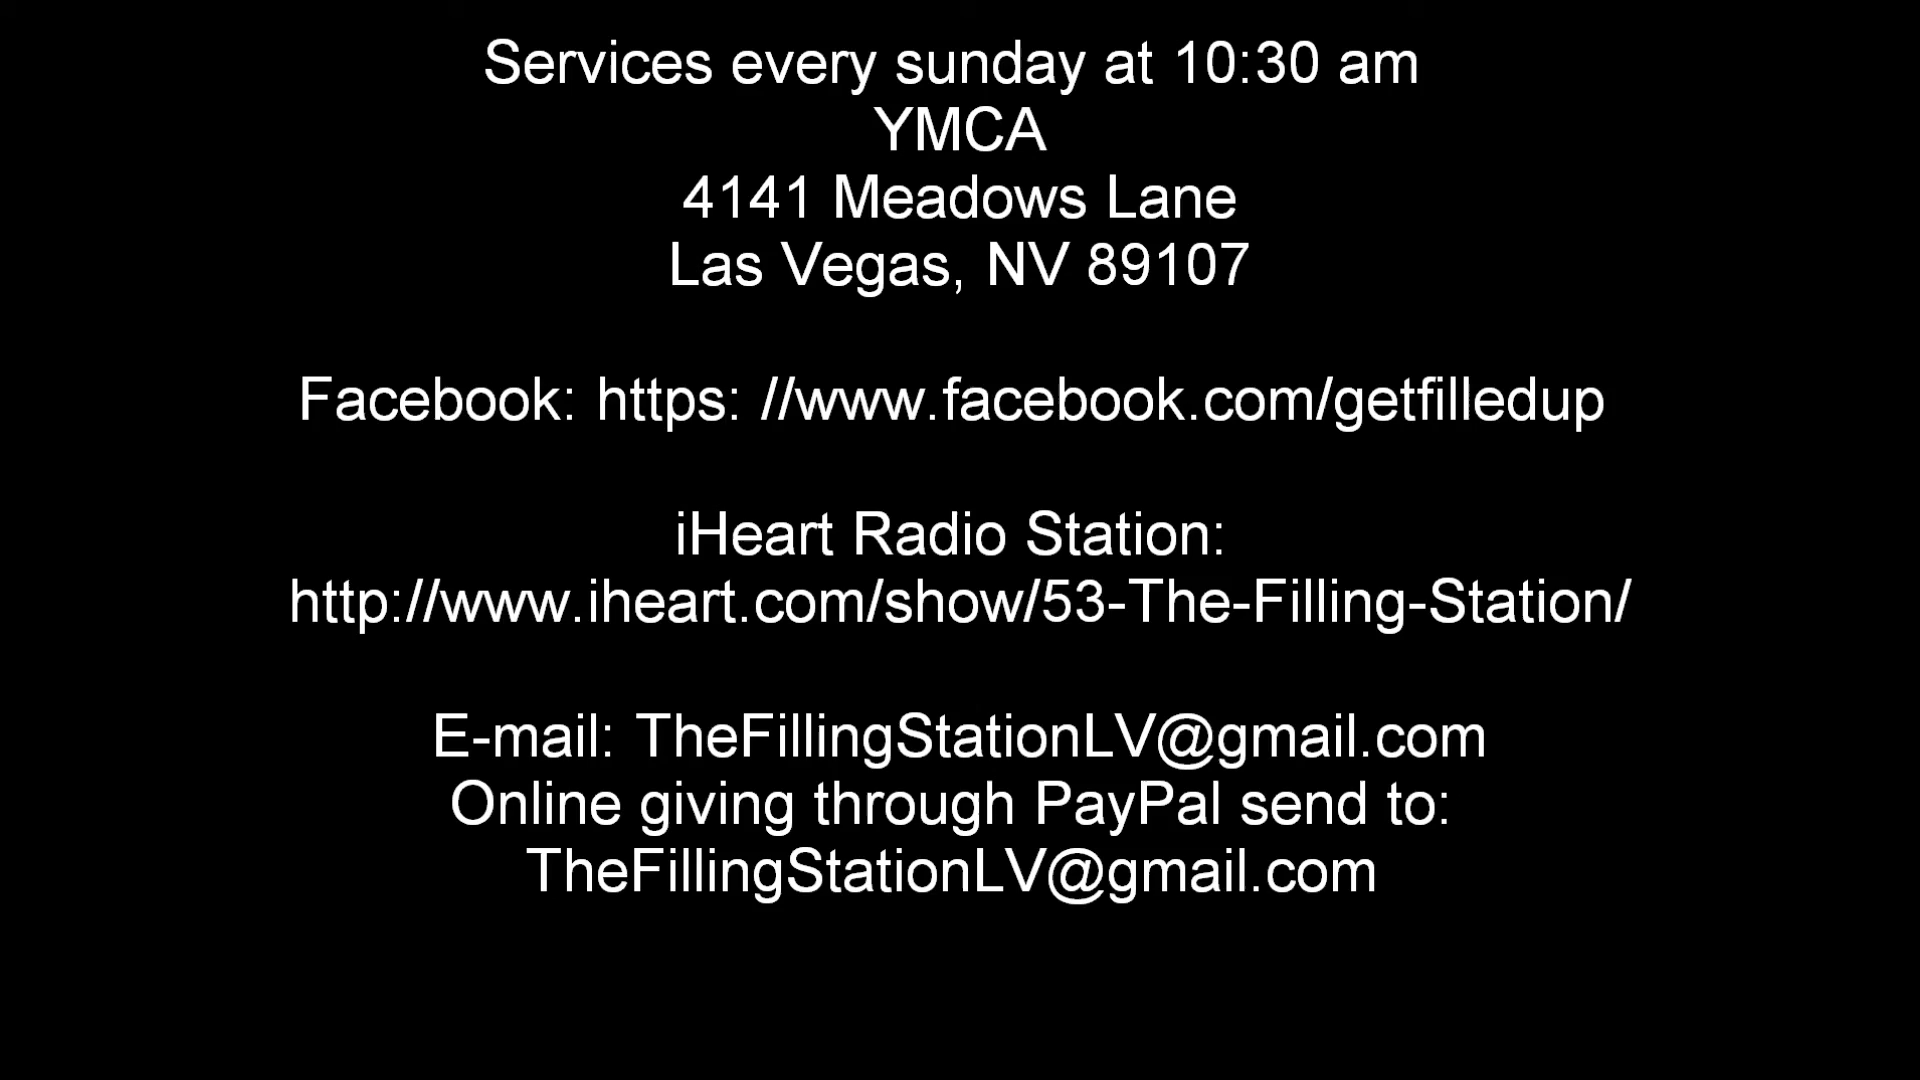 Services every sunday at 10:30 am
YMCA
4141 Meadows Lane
Las Vegas, NV 89107
Facebook: https: //www.facebook.com/getfilledup
iHeart Radio Station:
http://www.iheart.com/show/53-The-Filling-Station/
E-mail: TheFillingStationLV@gmail.com
Online giving through PayPal send to:
TheFillingStationLV@gmail.com